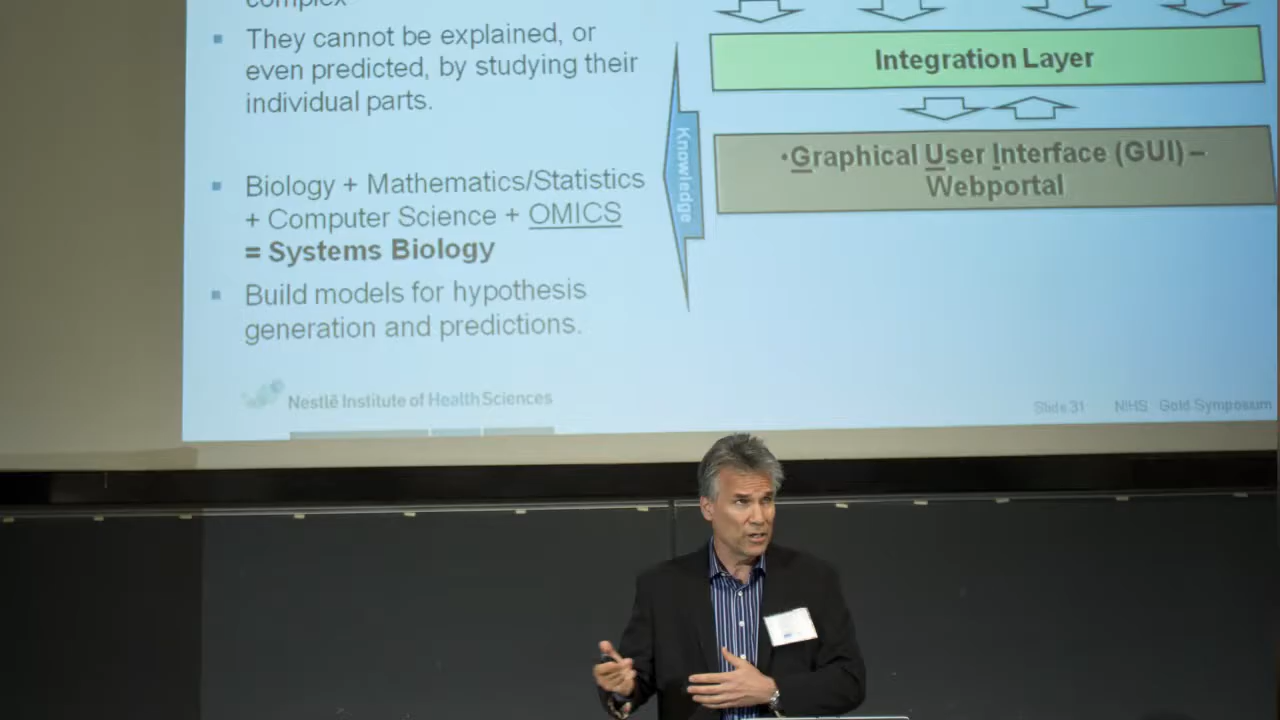 complex
They cannot be explained, or
even predicted, by studying their
individual parts.
Biology + Mathematics/Statistics
+ Computer Science + OMICS
= Systems Biology
Build models for hypothesis
generation and predictions.
Integration Layer
Knowledge
•Graphical User Interface (GUI) –
Webportal
Nestlē Institute of Health Sciences
Slide 31 NIHS Gold Symposium